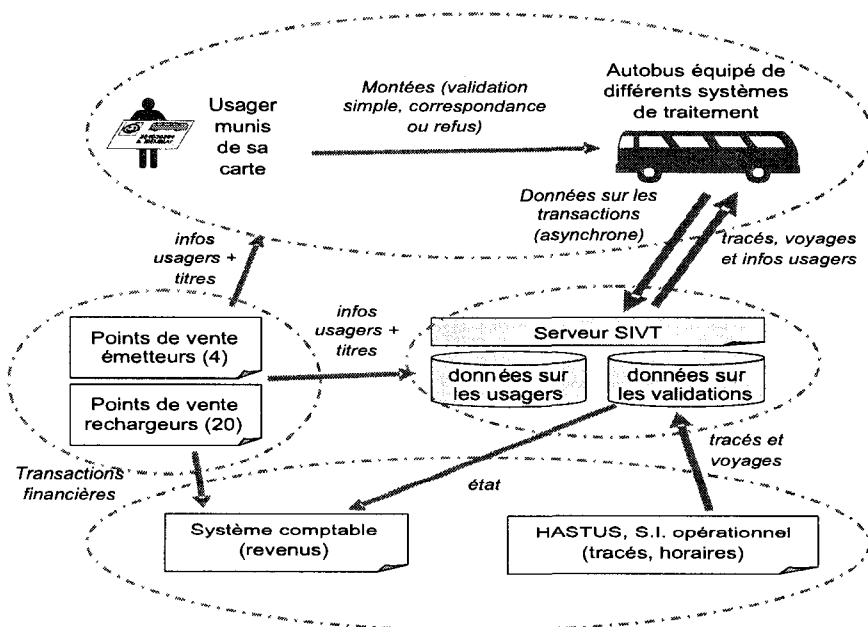 Usager
munis
de sa
carte
Montées (validation
simple, correspondance
ou refus)
Autobus équipé de
différents systèmes
de traitement
Données sur les
transactions
(asynchrone)
tracés, voyages
et infos usagers
infos
usagers +
titres
infos
usagers +
titres
Points de vente
émetteurs (4)
Points de vente
rechargeurs (20)
Serveur SIVT
données sur
les usagers
données sur
les validations
Transactions
financières
état
tracés et
voyages
Système comptable
(revenus)
HASTUS, S.I. opérationnel
(tracés, horaires)